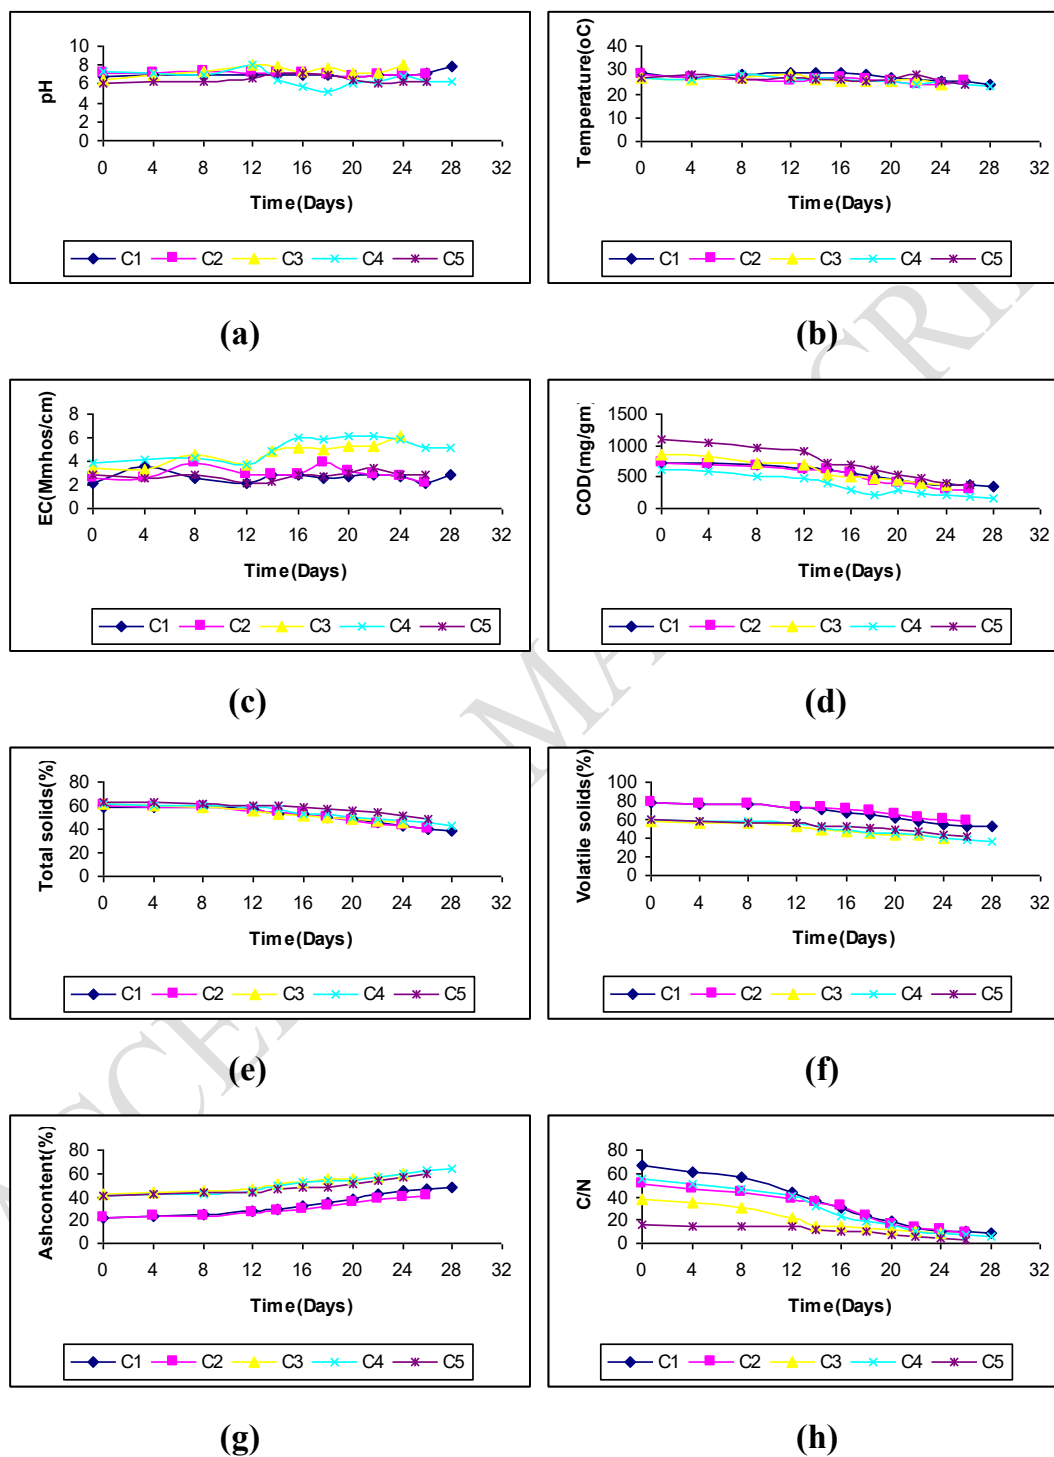 10
8
6
4
2
0
pH
0 4 8 12 16 20 24 28 32
Time(Days)
C1 C2 C3 C4 C5
(a)
40
30
20
10
0
Temperature(oC)
0 4 8 12 16 20 24 28 32
Time(Days)
C1 C2 C3 C4 C5
(b)
8
6
4
2
0
EC(Mmhos/cm)
0 4 8 12 16 20 24 28 32
Time(Days)
C1 C2 C3 C4 C5
(c)
1500
1000
500
0
COD(mg/gm)
0 4 8 12 16 20 24 28 32
Time(Days)
C1 C2 C3 C4 C5
(d)
80
60
40
20
0
Total solids(%)
0 4 8 12 16 20 24 28 32
Time(Days)
C1 C2 C3 C4 C5
(e)
100
80
60
40
20
0
Volatile solids(%)
0 4 8 12 16 20 24 28 32
Time(Days)
C1 C2 C3 C4 C5
(f)
80
60
40
20
0
Ashcontent(%)
0 4 8 12 16 20 24 28 32
Time(Days)
C1 C2 C3 C4 C5
(g)
80
60
40
20
0
C/N
0 4 8 12 16 20 24 28 32
Time(Days)
C1 C2 C3 C4 C5
(h)